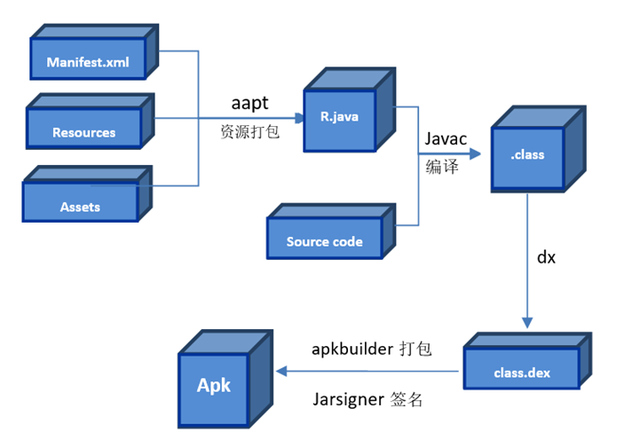 Manifest.xml
Resources
Assets
aapt
资源打包
R.java
Source code
Javac
编译
.class
dx
class.dex
apkbuilder 打包
Jarsigner 签名
Apk